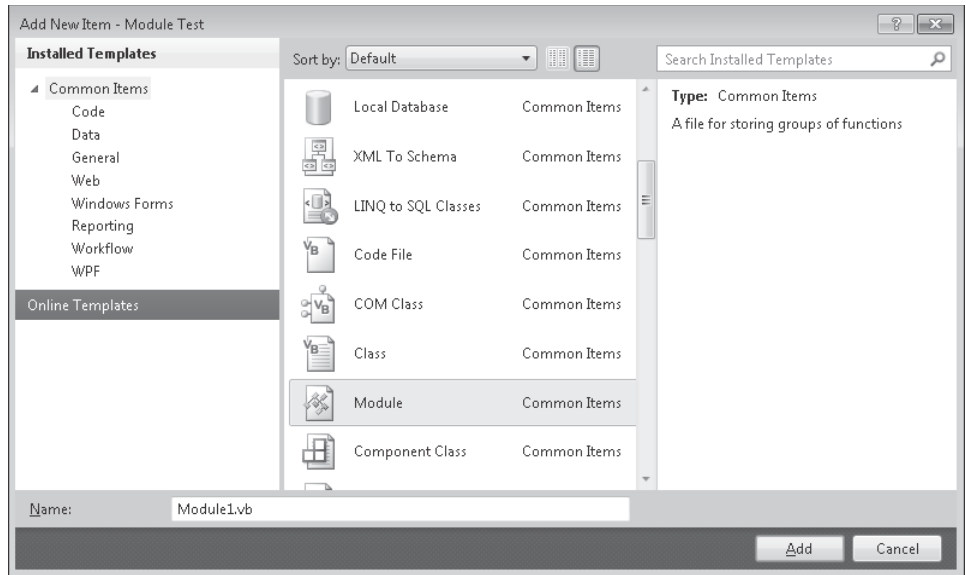 Add New Item - Module Test
Installed Templates
Common Items
Code
Data
General
Web
Windows Forms
Reporting
Workflow
WPF
Online Templates
Sort by: Default
Local Database Common Items
XML To Schema Common Items
LINQ to SQL Classes Common Items
Code File Common Items
COM Class Common Items
Class Common Items
Module Common Items
Component Class Common Items
Search Installed Templates
Type: Common Items
A file for storing groups of functions
Name: Module1.vb
Add Cancel